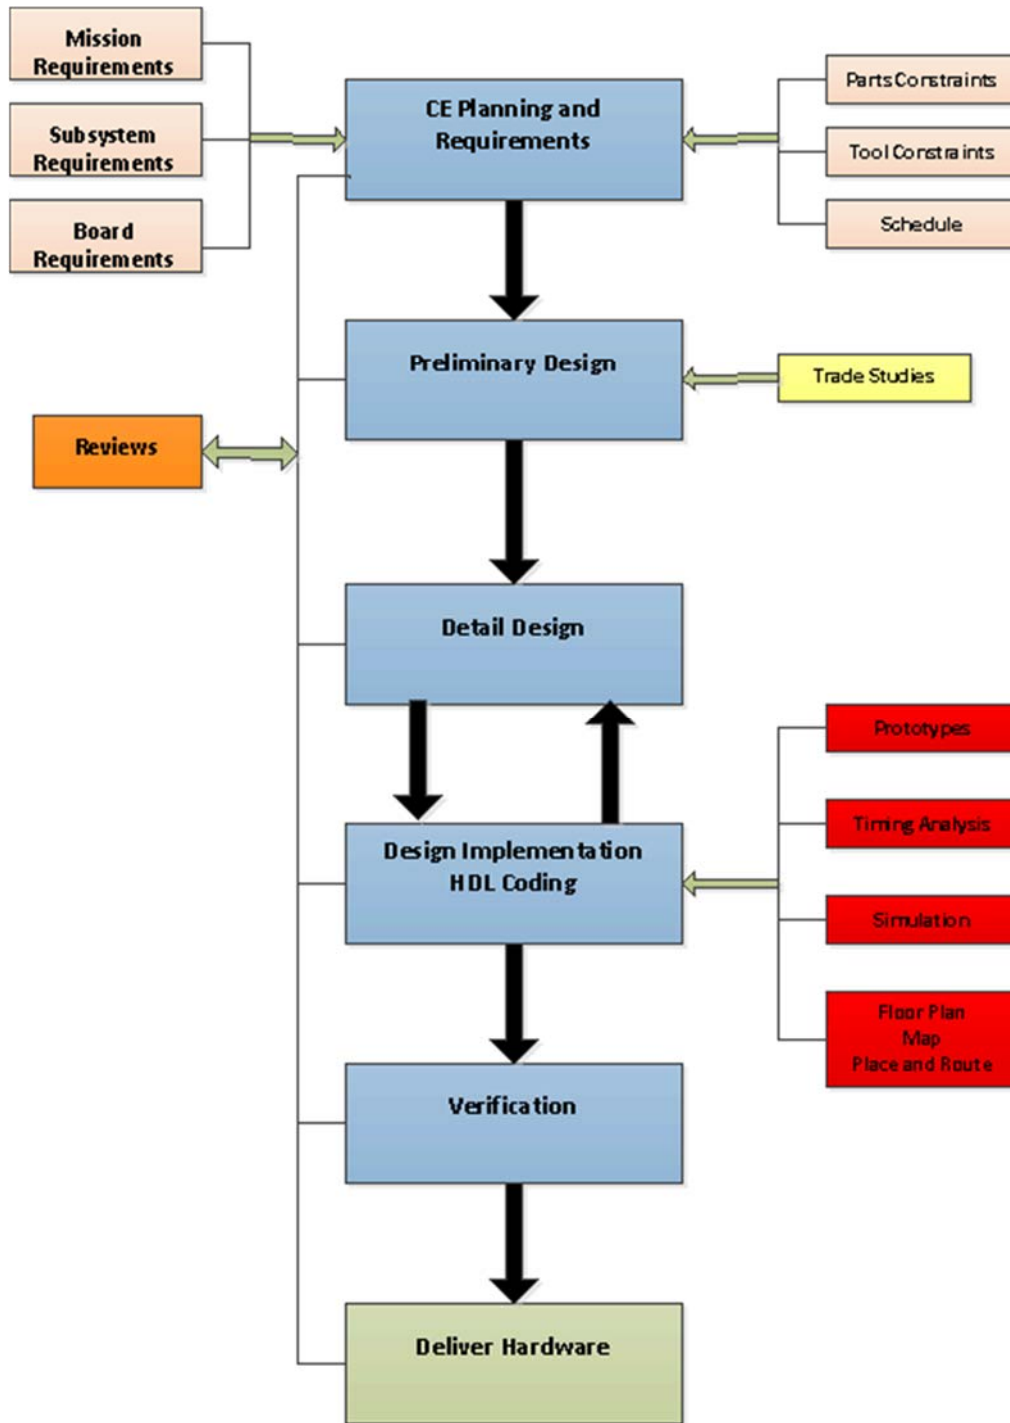 Mission
Requirements
Subsystem
Requirements
Board
Requirements
CE Planning and
Requirements
Parts Constraints
Tool Constraints
Schedule
Preliminary Design
Trade Studies
Reviews
Detail Design
Prototypes
Design Implementation
HDL Coding
Timing Analysis
Simulation
Floor Plan
Map
Place and Route
Verification
Deliver Hardware